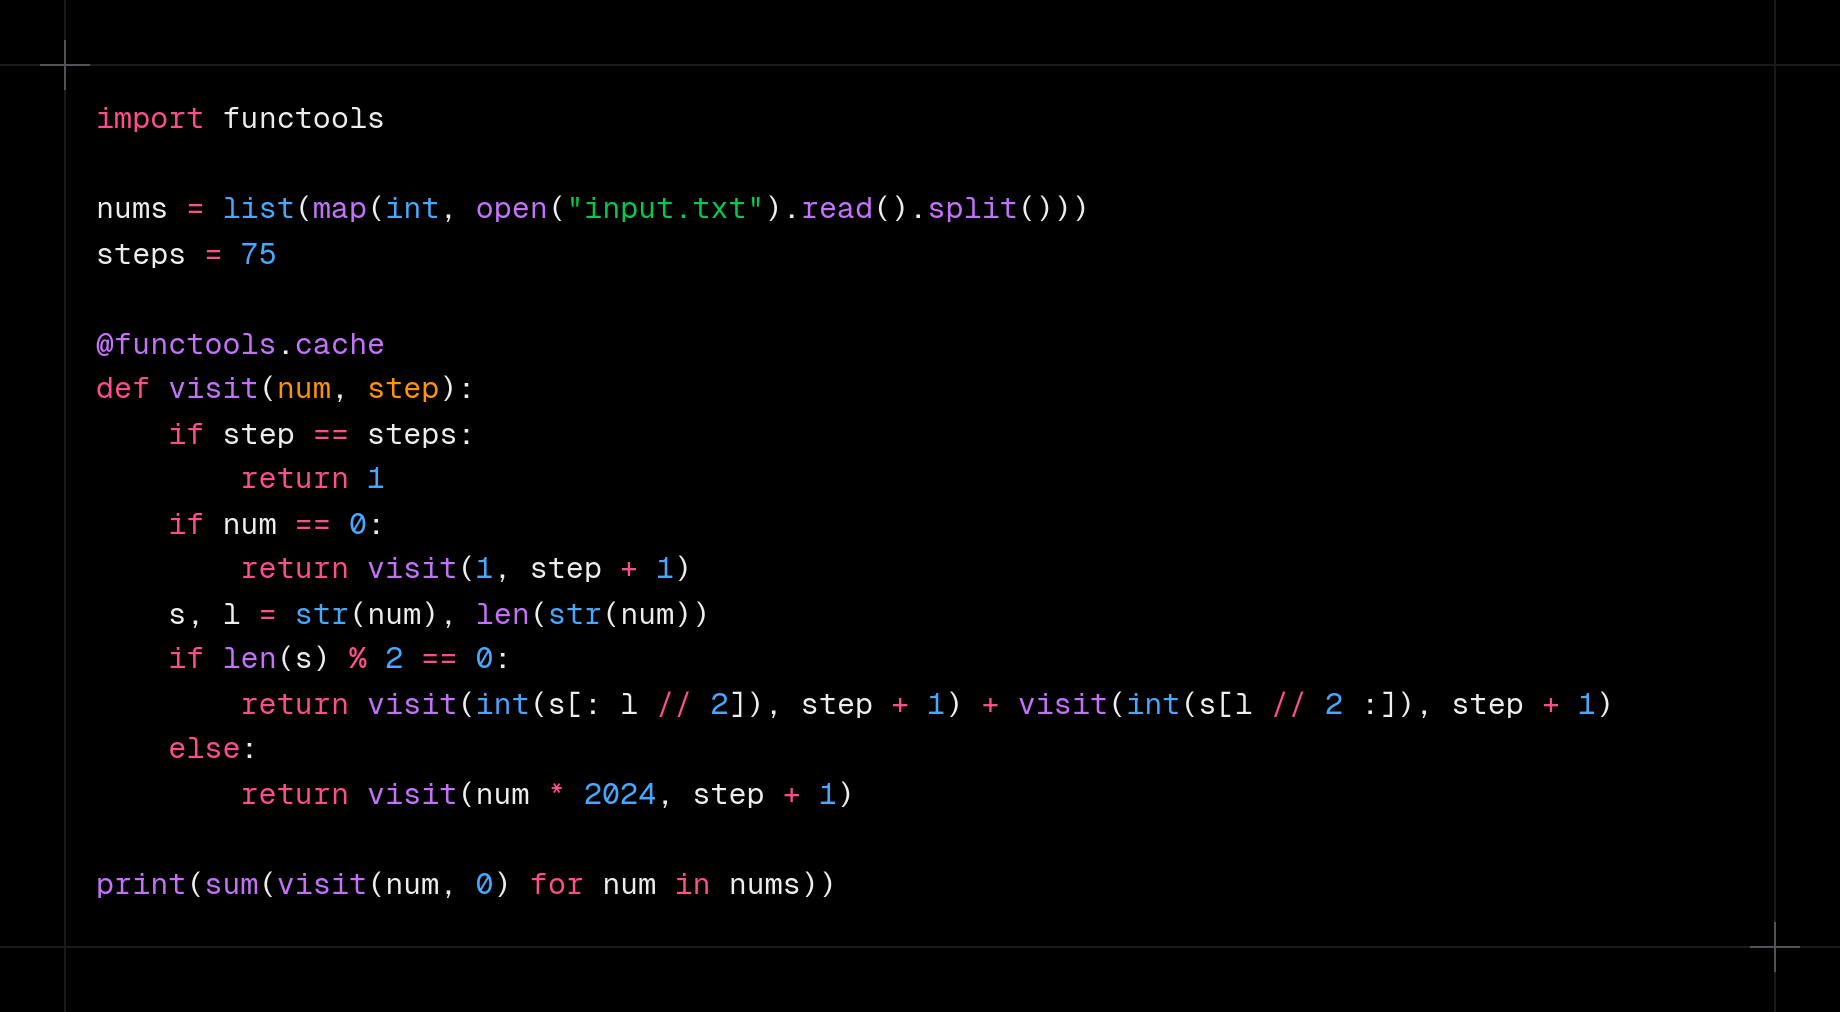 import functools

nums = list(map(int, open("input.txt").read().split()))
steps = 75

@functools.cache
def visit(num, step):
    if step == steps:
        return 1
    if num == 0:
        return visit(1, step + 1)
    s, l = str(num), len(str(num))
    if len(s) % 2 == 0:
        return visit(int(s[: l // 2]), step + 1) + visit(int(s[l // 2 :]), step + 1)
    else:
        return visit(num * 2024, step + 1)

print(sum(visit(num, 0) for num in nums))